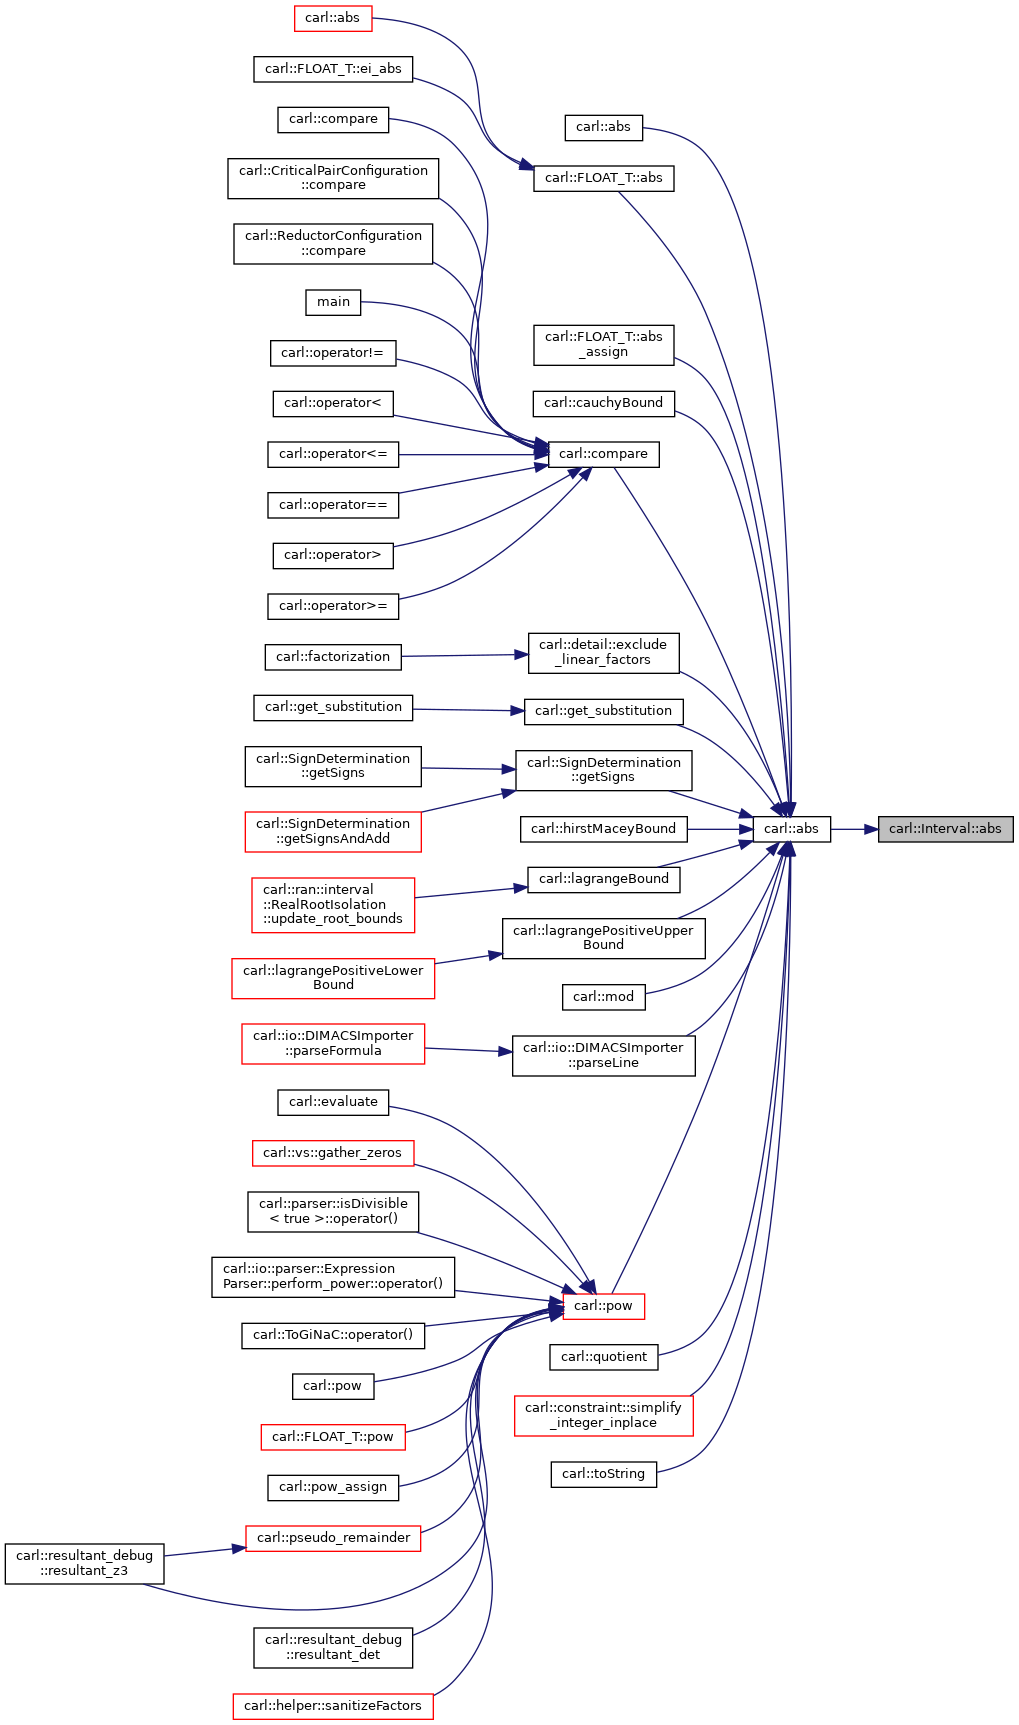 carl::abs
carl::FLOAT_T::ei_abs
carl::compare
carl::abs
carl::CriticalPairConfiguration
::compare
carl::FLOAT_T::abs
carl::ReductorConfiguration
::compare
main
carl::FLOAT_T::abs
_assign
carl::operator!=
carl::operator<
carl::cauchyBound
carl::operator<=
carl::compare
carl::operator==
carl::operator>
carl::operator>=
carl::factorization
carl::detail::exclude
_linear_factors
carl::get_substitution
carl::get_substitution
carl::SignDetermination
::getSigns
carl::SignDetermination
::getSigns
carl::SignDetermination
::getSignsAndAdd
carl::hirstMaceyBound
carl::abs
carl::Interval::abs
carl::ran::interval
::RealRootIsolation
::update_root_bounds
carl::lagrangeBound
carl::lagrangePositiveUpper
Bound
carl::lagrangePositiveLower
Bound
carl::mod
carl::io::DIMACSImporter
::parseFormula
carl::io::DIMACSImporter
::parseLine
carl::evaluate
carl::vs::gather_zeros
carl::parser::isDivisible
< true >::operator()
carl::io::parser::Expression
Parser::perform_power::operator()
carl::pow
carl::ToGiNaC::operator()
carl::quotient
carl::pow
carl::constraint::simplify
_integer_inplace
carl::FLOAT_T::pow
carl::toString
carl::pow_assign
carl::pseudo_remainder
carl::resultant_debug
::resultant_z3
carl::resultant_debug
::resultant_det
carl::helper::sanitizeFactors